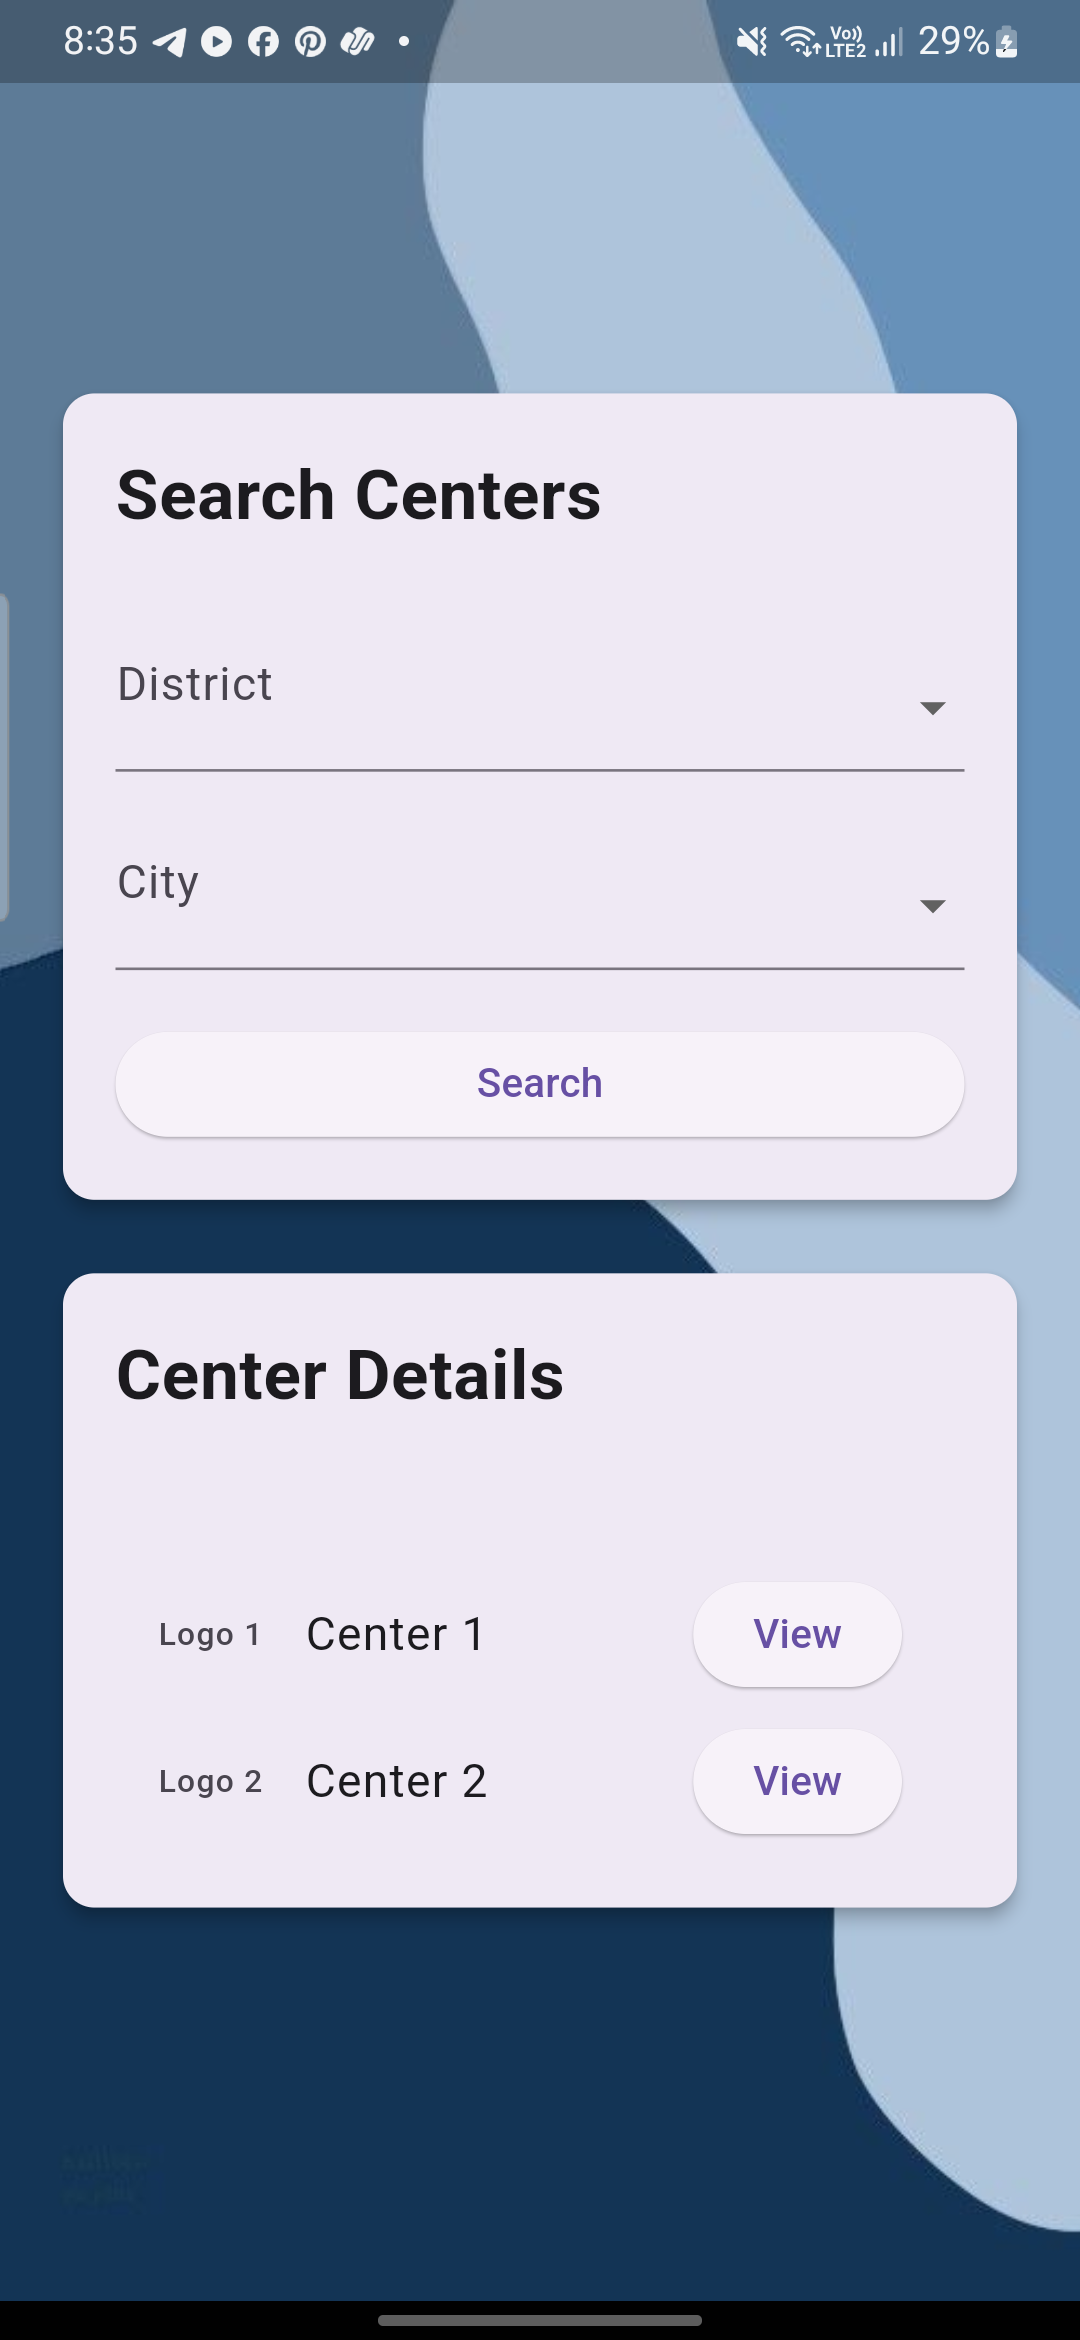 8:35 Vo)) LTE2 29%
Search Centers
District
City
Search
Center Details
Logo 1 Center 1 View
Logo 2 Center 2 View